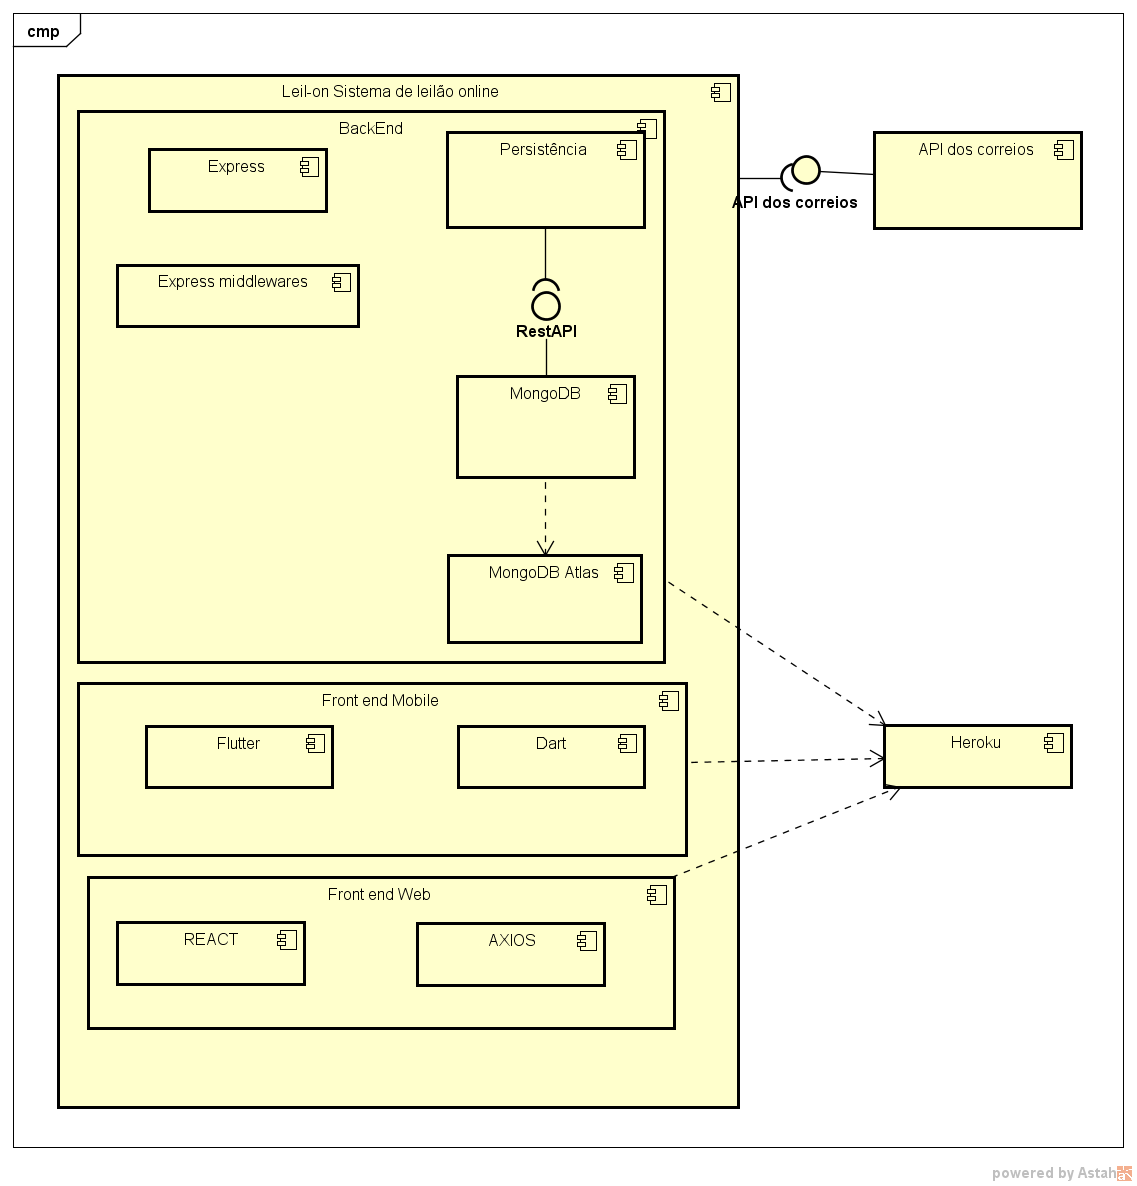 cmp
Leil-on Sistema de leilão online
BackEnd
Express
Persistência
API dos correios
API dos correios
Express middlewares
RestAPI
MongoDB
MongoDB Atlas
Front end Mobile
Flutter
Dart
Heroku
Front end Web
REACT
AXIOS
powered by Astah